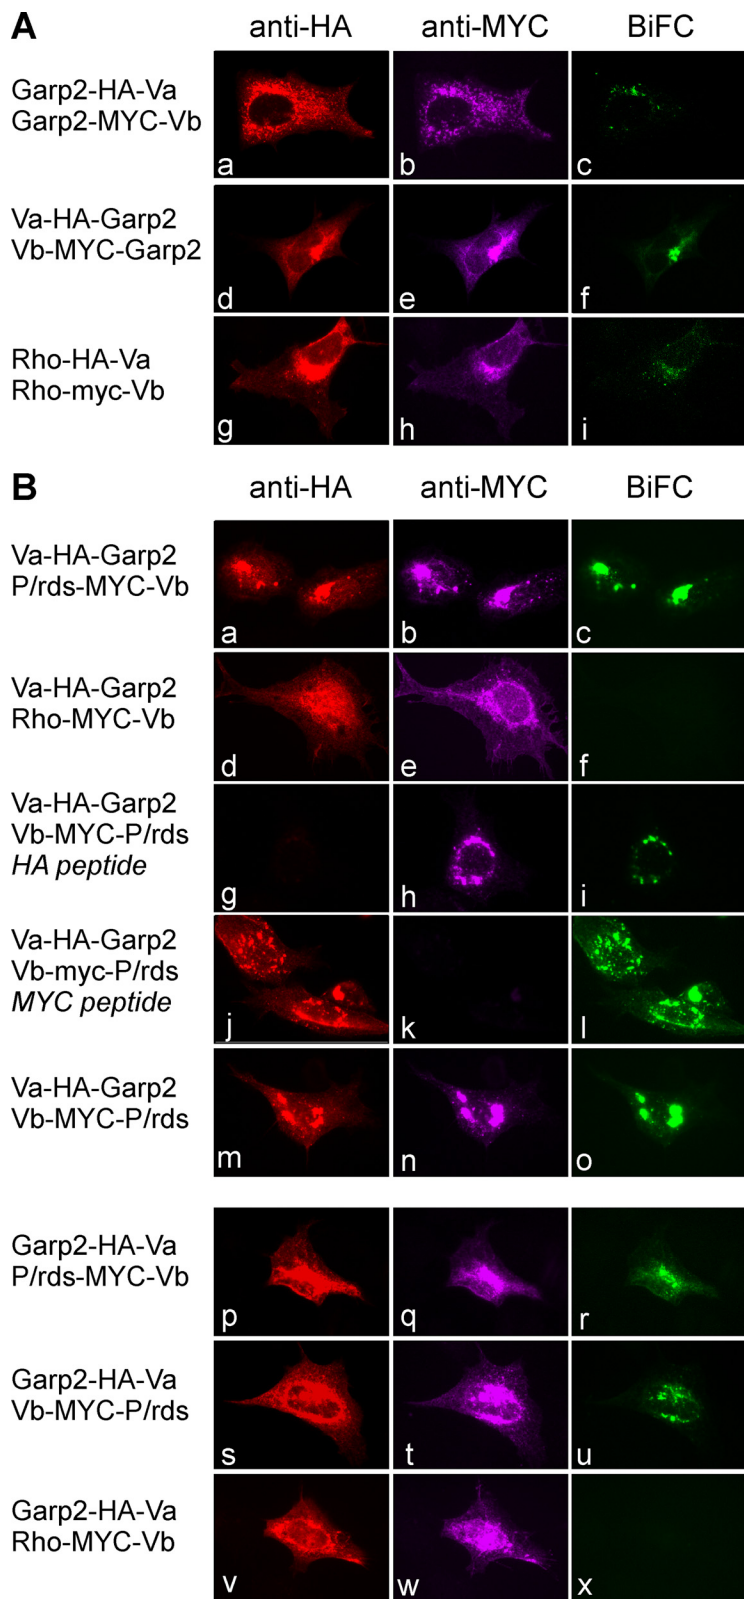 A
anti-HA anti-MYC BiFC
Garp2-HA-Va
Garp2-MYC-Vb
a b c
Va-HA-Garp2
Vb-MYC-Garp2
d e f
Rho-HA-Va
Rho-myc-Vb
g h i
B
anti-HA anti-MYC BiFC
Va-HA-Garp2
P/rds-MYC-Vb
a b c
Va-HA-Garp2
Rho-MYC-Vb
d e f
Va-HA-Garp2
Vb-MYC-P/rds
HA peptide
g h i
Va-HA-Garp2
Vb-myc-P/rds
MYC peptide
j k l
Va-HA-Garp2
Vb-MYC-P/rds
m n o
Garp2-HA-Va
P/rds-MYC-Vb
p q r
Garp2-HA-Va
Vb-MYC-P/rds
s t u
Garp2-HA-Va
Rho-MYC-Vb
v w x